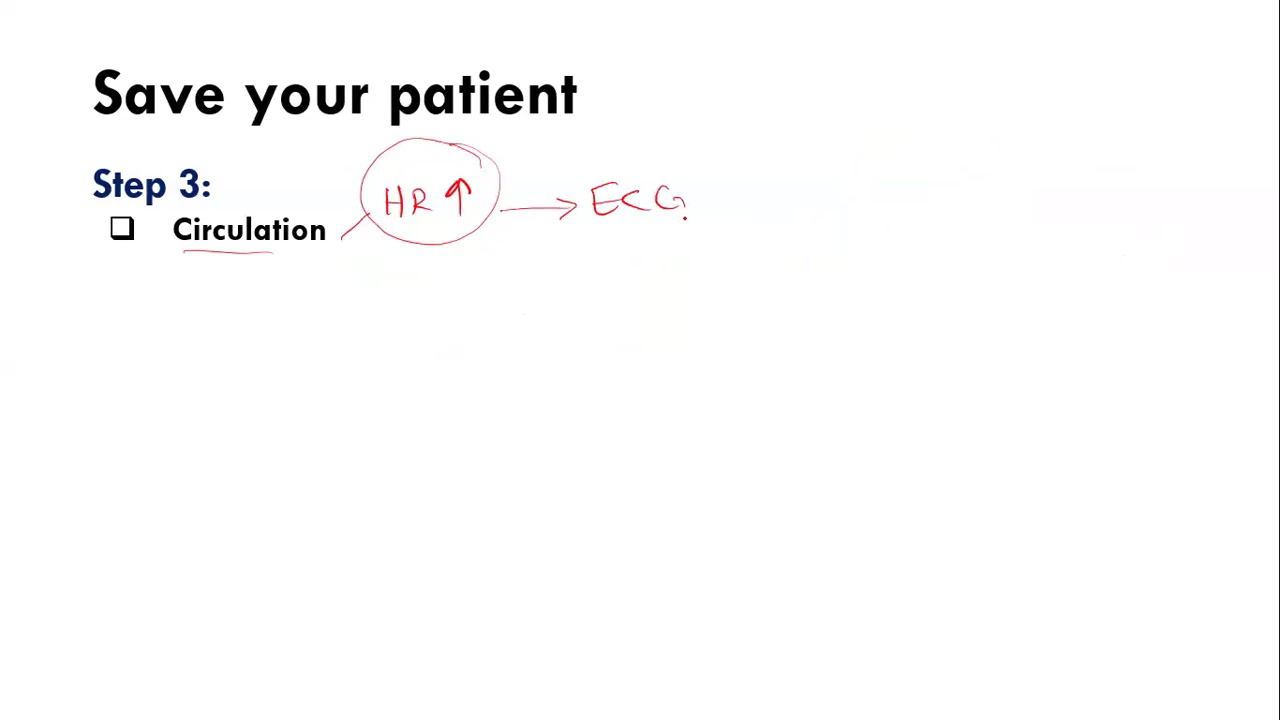 Save your patient
Step 3:
HR ↑ → ECG
❑ Circulation